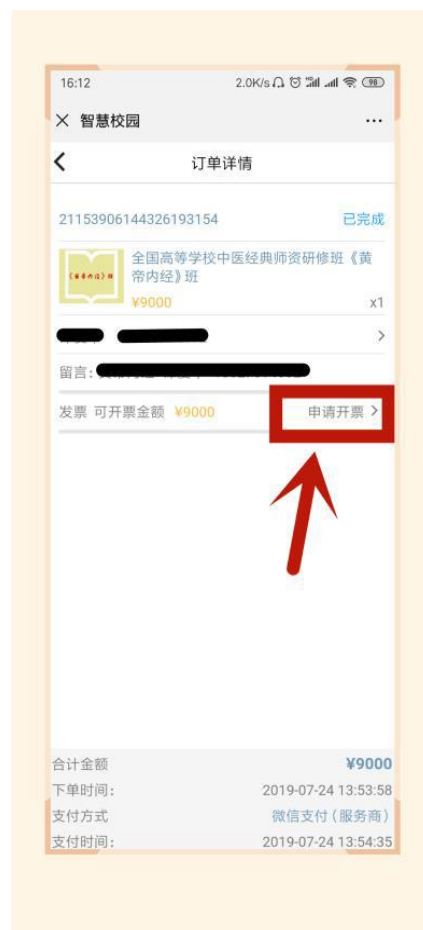 16:12
2.0K/s
98
智慧校园
订单详情
211539061443261​93154
已完成
全国高等学校中医经典师资研修班《黄
帝内经》班
¥9000
x1
留言:
发票 可开票金额 ¥9000
申请开票
合计金额
¥9000
下单时间:
2019-07-24 13:53:58
支付方式
微信支付(服务商)
支付时间:
2019-07-24 13:54:35